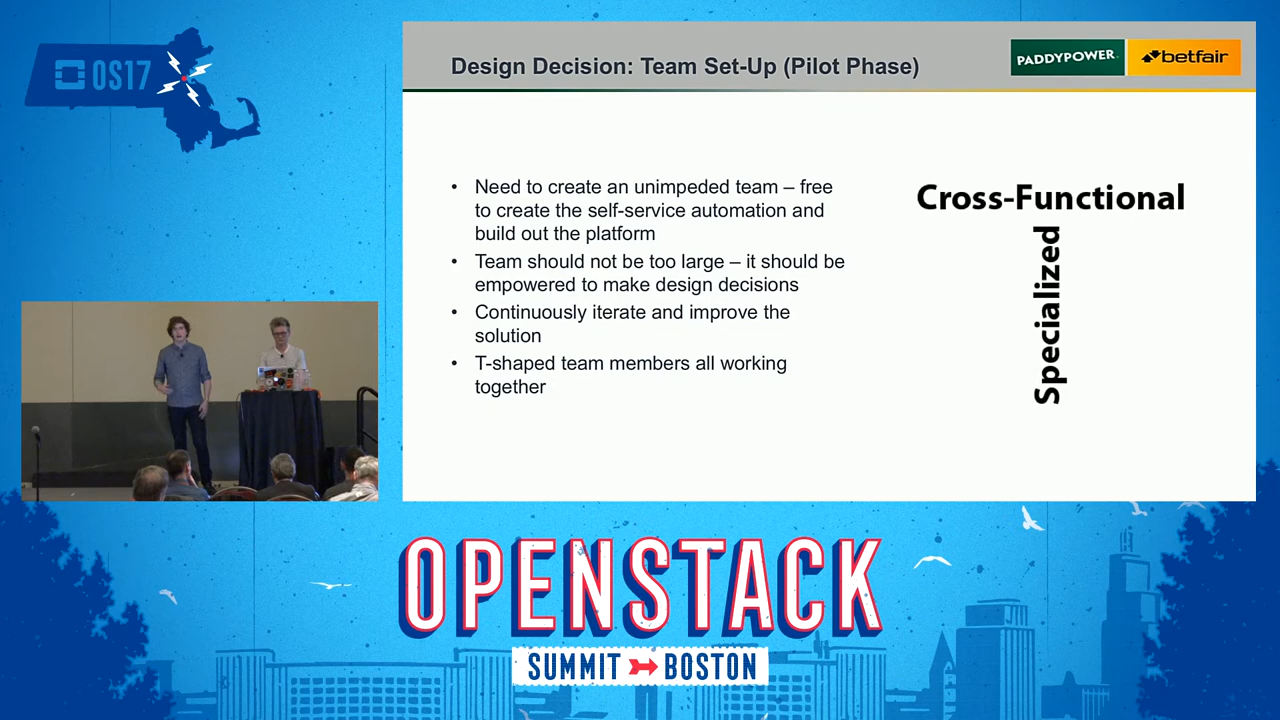 OS17
Design Decision: Team Set-Up (Pilot Phase)
PADDYPOWER.
betfair
• Need to create an unimpeded team – free
to create the self-service automation and
build out the platform
• Team should not be too large – it should be
empowered to make design decisions
• Continuously iterate and improve the
solution
• T-shaped team members all working
together
Cross-Functional
Specialized
OPENSTACK
SUMMIT BOSTON